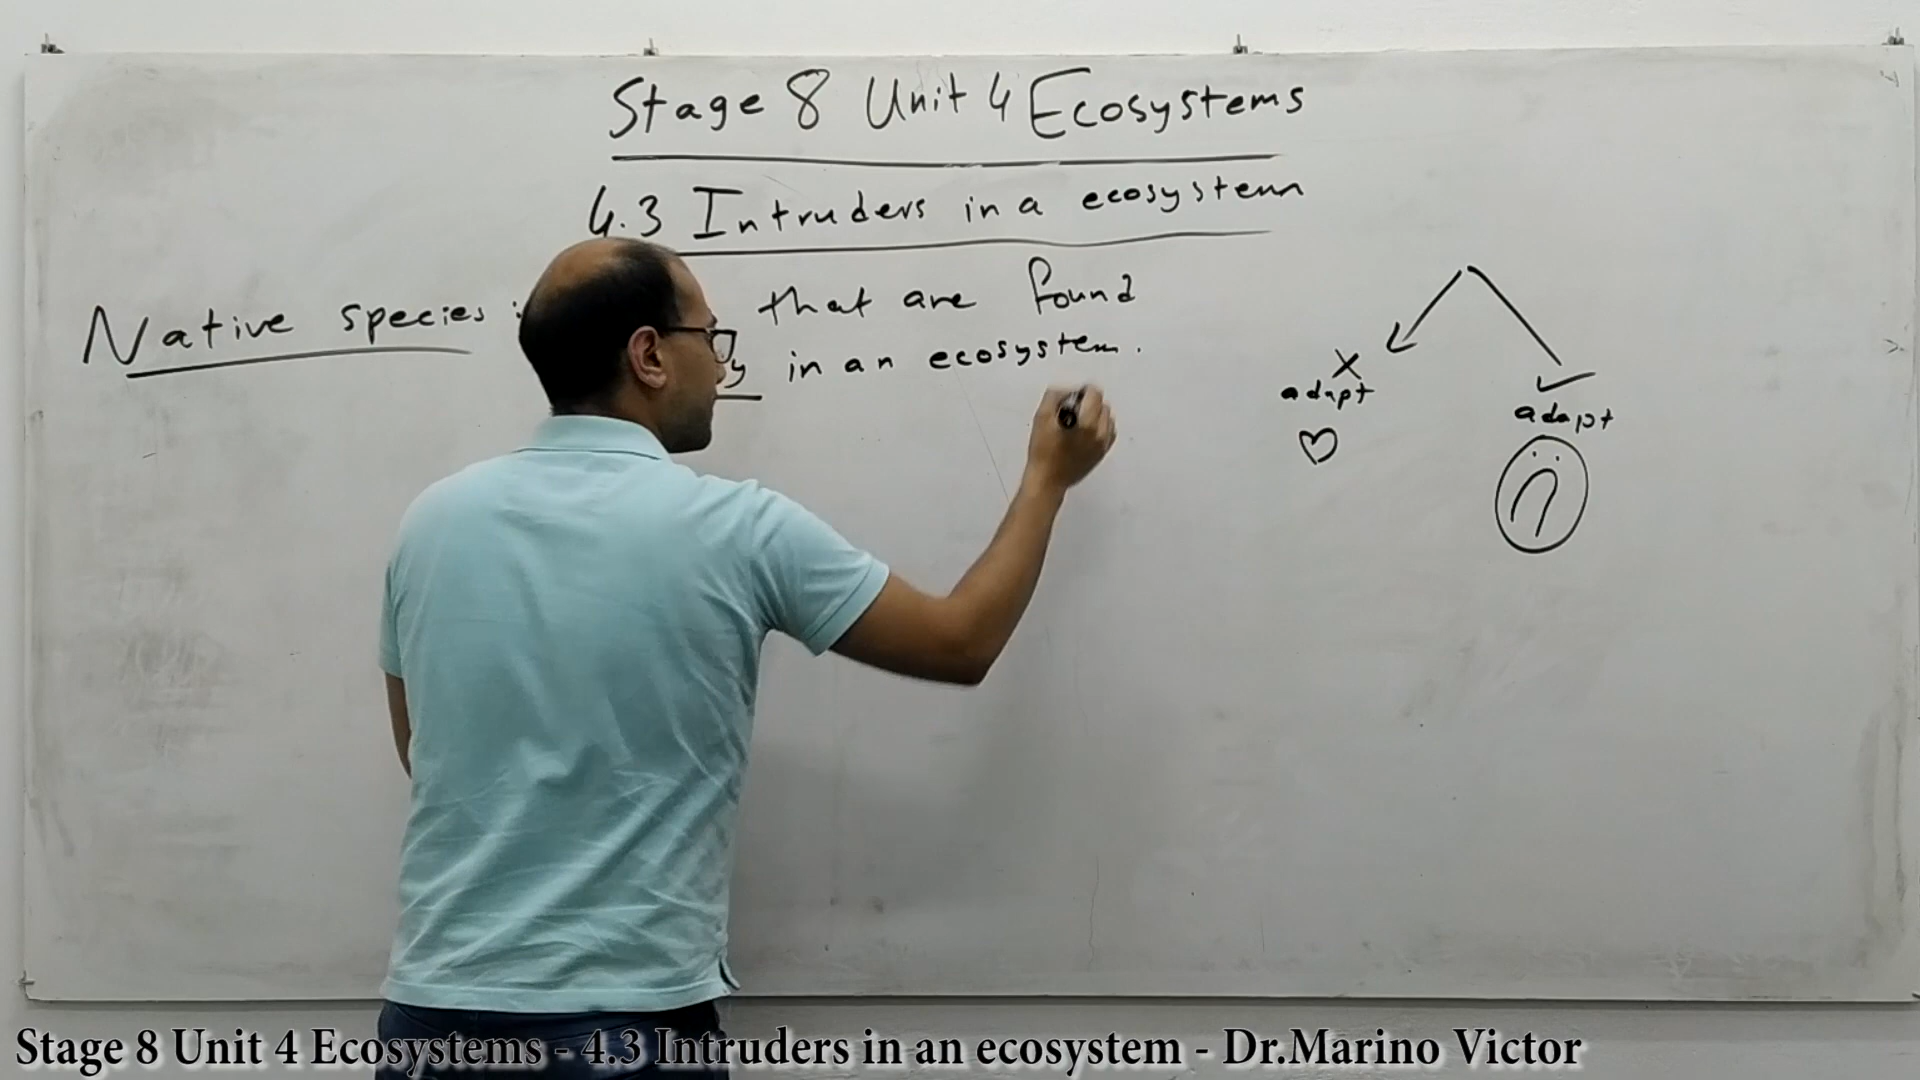 Stage 8 Unit 4 Ecosystems
4.3 Intruders in a ecosystem
Native species : that are found
in an ecosystem.
X
adapt
adapt
Stage 8 Unit 4 Ecosystems - 4.3 Intruders in an ecosystem - Dr.Marino Victor